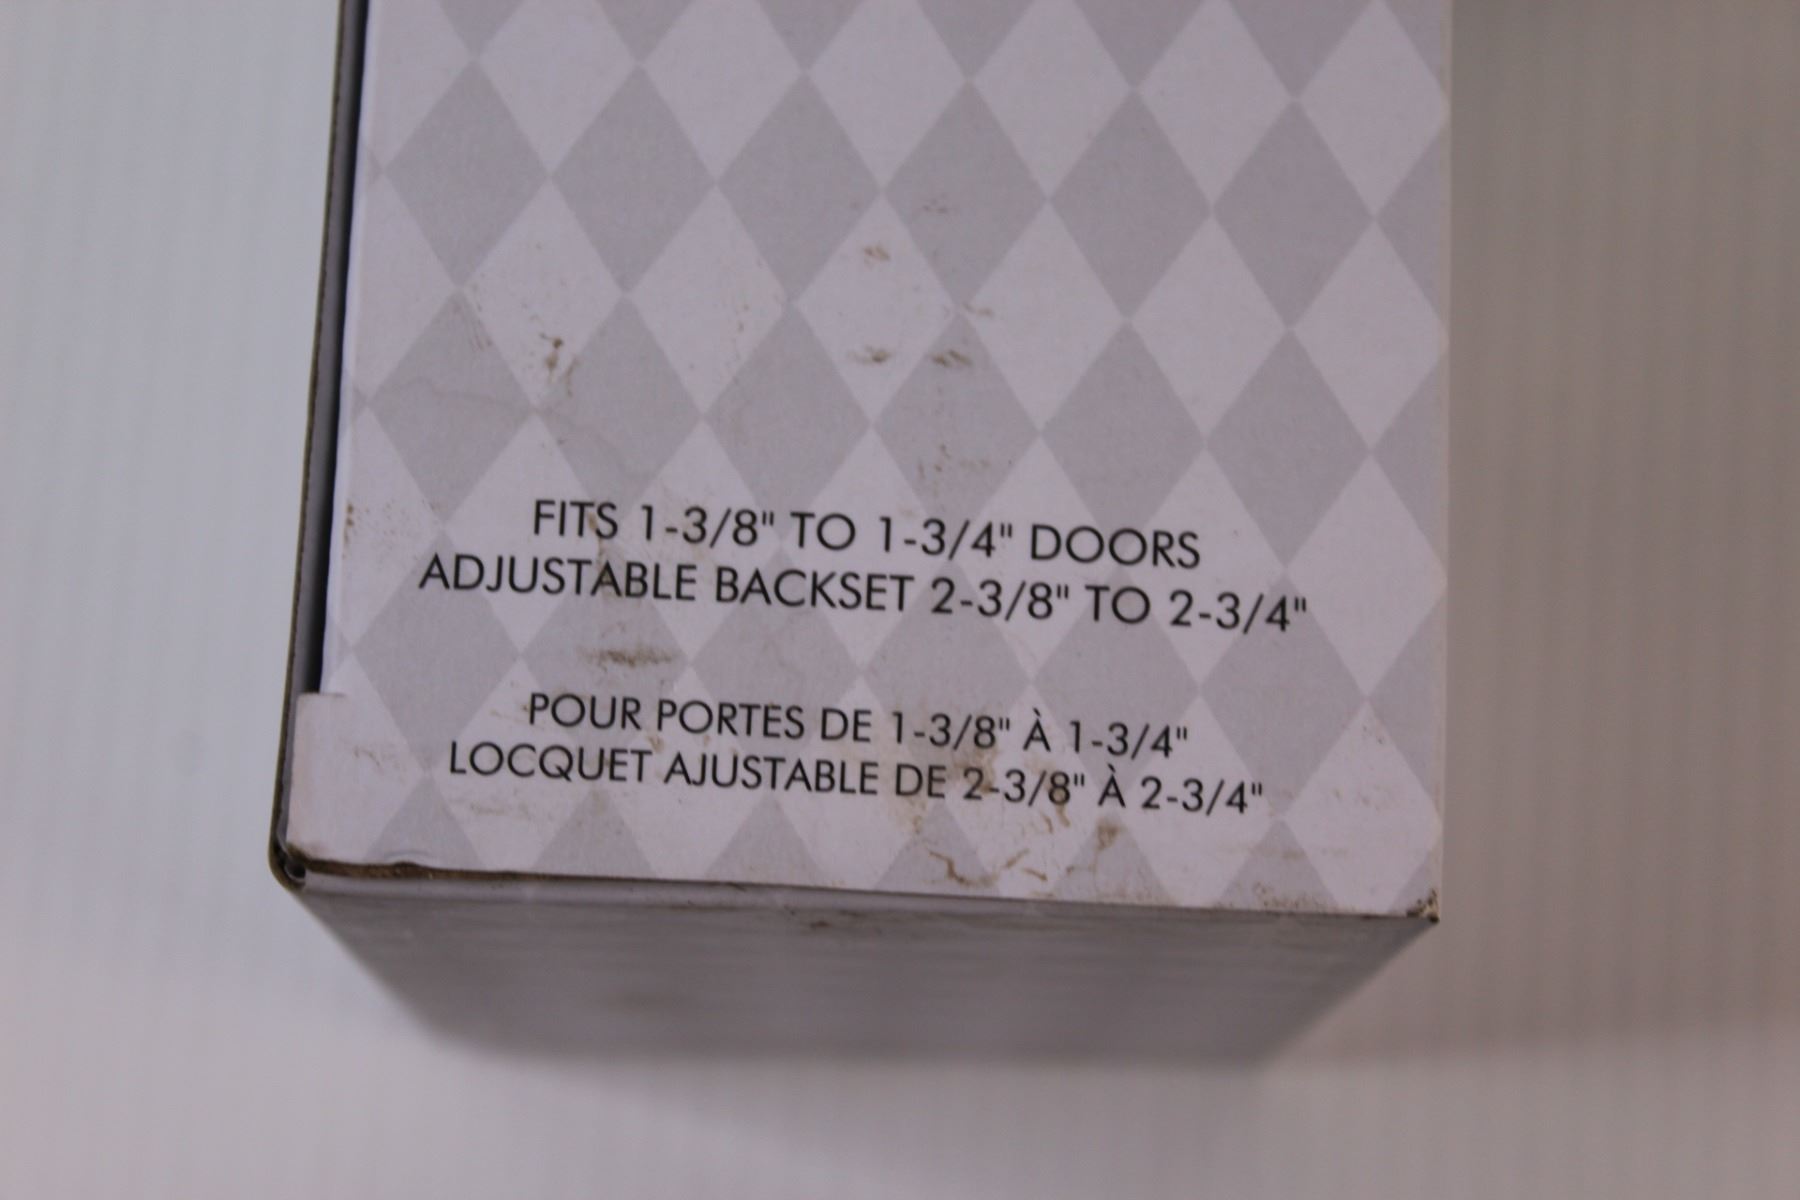 FITS 1-3/8" TO 1-3/4" DOORS
ADJUSTABLE BACKSET 2-3/8" TO 2-3/4"
POUR PORTES DE 1-3/8" À 1-3/4"
LOCQUET AJUSTABLE DE 2-3/8" À 2-3/4"